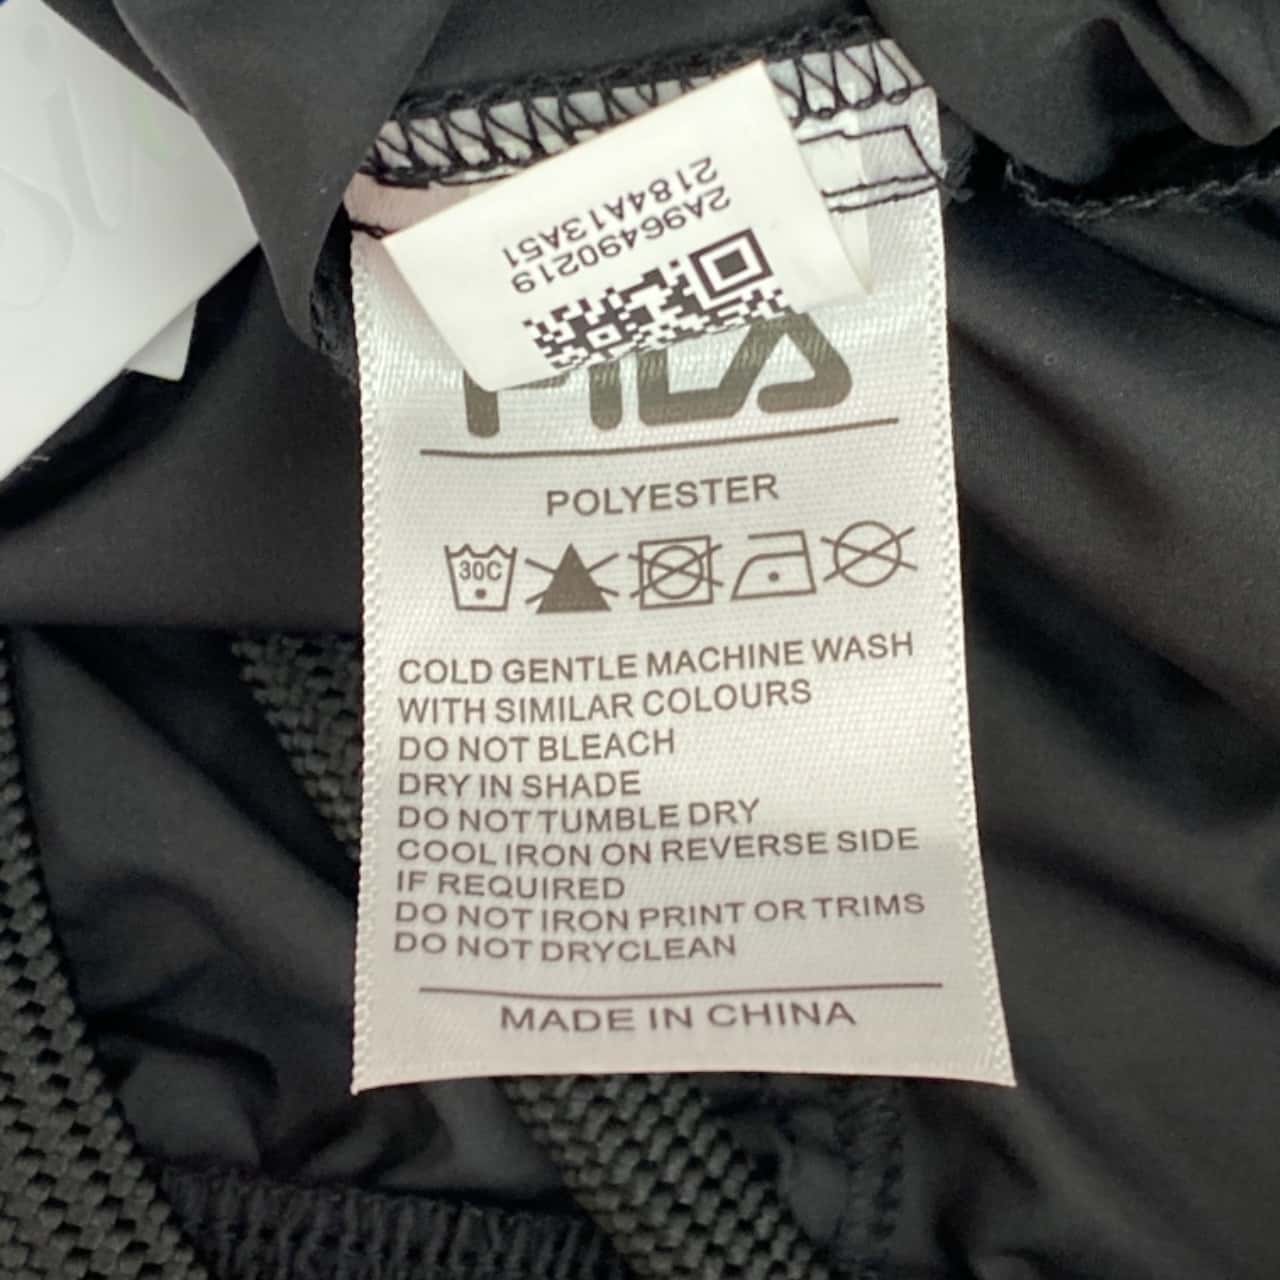 2184A13A51
2A96490219
FILA
POLYESTER
30C
COLD GENTLE MACHINE WASH
WITH SIMILAR COLOURS
DO NOT BLEACH
DRY IN SHADE
DO NOT TUMBLE DRY
COOL IRON ON REVERSE SIDE
IF REQUIRED
DO NOT IRON PRINT OR TRIMS
DO NOT DRYCLEAN
MADE IN CHINA